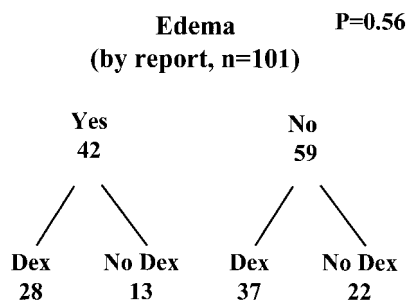 Edema P=0.56
(by report, n=101)
Yes No
42 59
Dex No Dex Dex No Dex
28 13 37 22